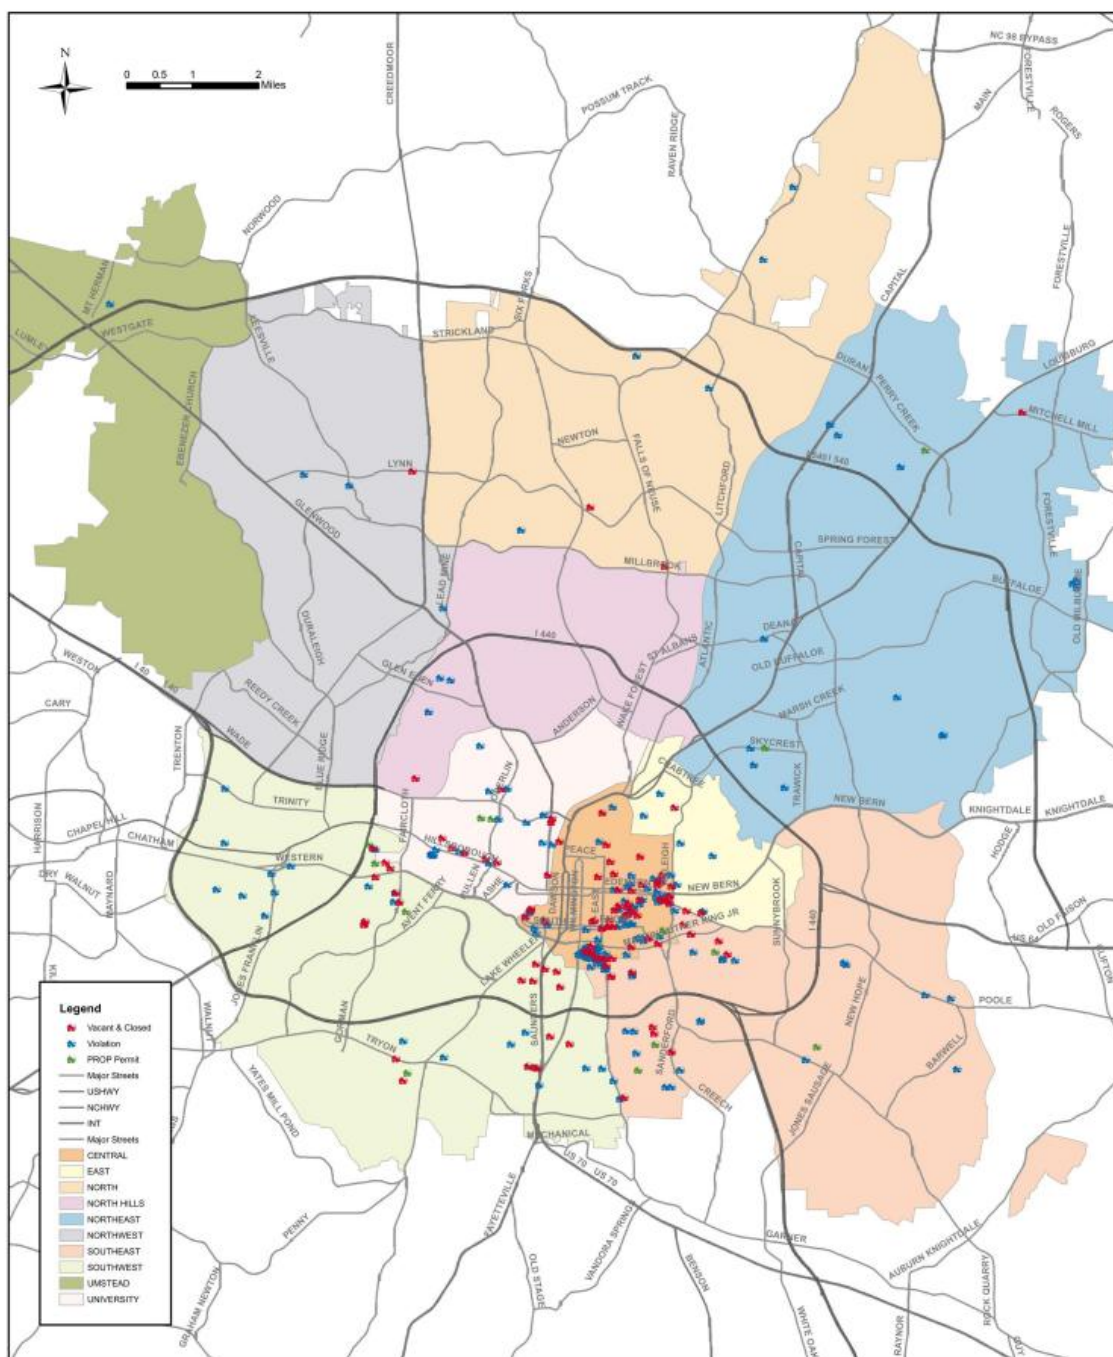 N
0 0.5 1 2
Miles
CREEDMOOR
NC 98 BYPASS
FORESTVILLE
MAIN
ROGERS
POSSUM TRACK
RAVEN RIDGE
NORWOOD
SIX FORKS
CAPITAL
FORESTVILLE
MT HERMAN
WESTGATE
LEESVILLE
STRICKLAND
DURANT
PERRY CREEK
LOUISBURG
MITCHELL MILL
EBENEZER CHURCH
NEWTON
FALLS OF NEUSE
LITCHFORD
I 540
LYNN
GLENWOOD
SPRING FOREST
FORESTVILLE
MILLBROOK
CAPITAL
LEAD MINE
BUFFALOE
OLD MILBURNIE
DURALEIGH
I 440
DEANA
ST ALBANS
ATLANTIC
OLD BUFFALOR
WESTON
I 40
GLEN EDEN
WAKE FOREST
REEDY CREEK
MARSH CREEK
CARY
ANDERSON
WADE
TRENTON
BLUE RIDGE
SKYCREST
CRABTREE
TRAWICK
TRINITY
FAIRCLOTH
NEW BERN
KNIGHTDALE
KNIGHTDALE
HARRISON
CHAPEL HILL
CHATHAM
HILLSBOROUGH
HODGE
WESTERN
PEACE
DRY
WALNUT
MAYNARD
PULLEN
ASHE
DAWSON
WILMINGTON
EAST
NEW BERN
SUNNYBROOK
AVENT FERRY
SOUTH
I 440
OLD FAISON
US 64
JONES FRANKLIN
LAKE WHEELER
NEW HOPE
POOLE
WALNUT
GORMAN
SAUNDERS
SANDERFORD
BARWELL
TRYON
CREECH
JONES SAUSAGE
YATES MILL POND
MECHANICAL
US 70
US 70
PENNY
FAYETTEVILLE
VANDORA SPRINGS
GARNER
AUBURN KNIGHTDALE
OLD STAGE
BENSON
ROCK QUARRY
GRAHAM NEWTON
WHITE OAK
RAYNOR
Legend
Vacant & Closed
Violation
PROP Permit
Major Streets
USHWY
NCHWY
INT
Major Streets
CENTRAL
EAST
NORTH
NORTH HILLS
NORTHEAST
NORTHWEST
SOUTHEAST
SOUTHWEST
UMSTEAD
UNIVERSITY